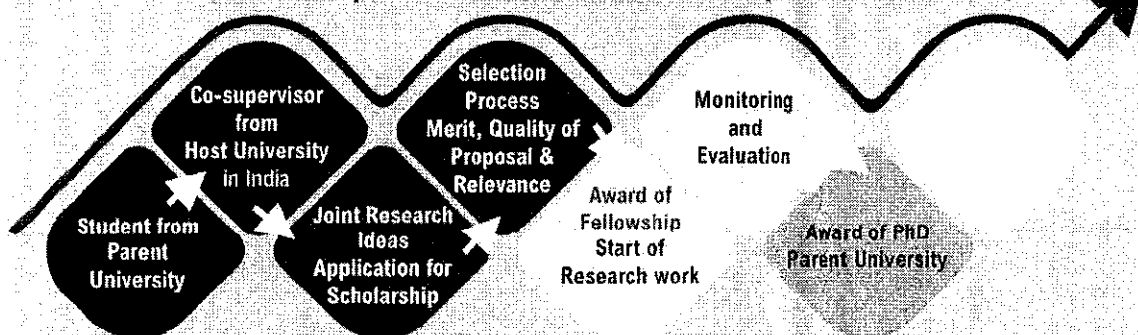 Student from
Parent
University
Co-supervisor
from
Host University
in India
Joint Research
Ideas
Application for
Scholarship
Selection
Process
Merit, Quality of
Proposal &
Relevance
Award of
Fellowship
Start of
Research work
Monitoring
and
Evaluation
Award of PhD
Parent University